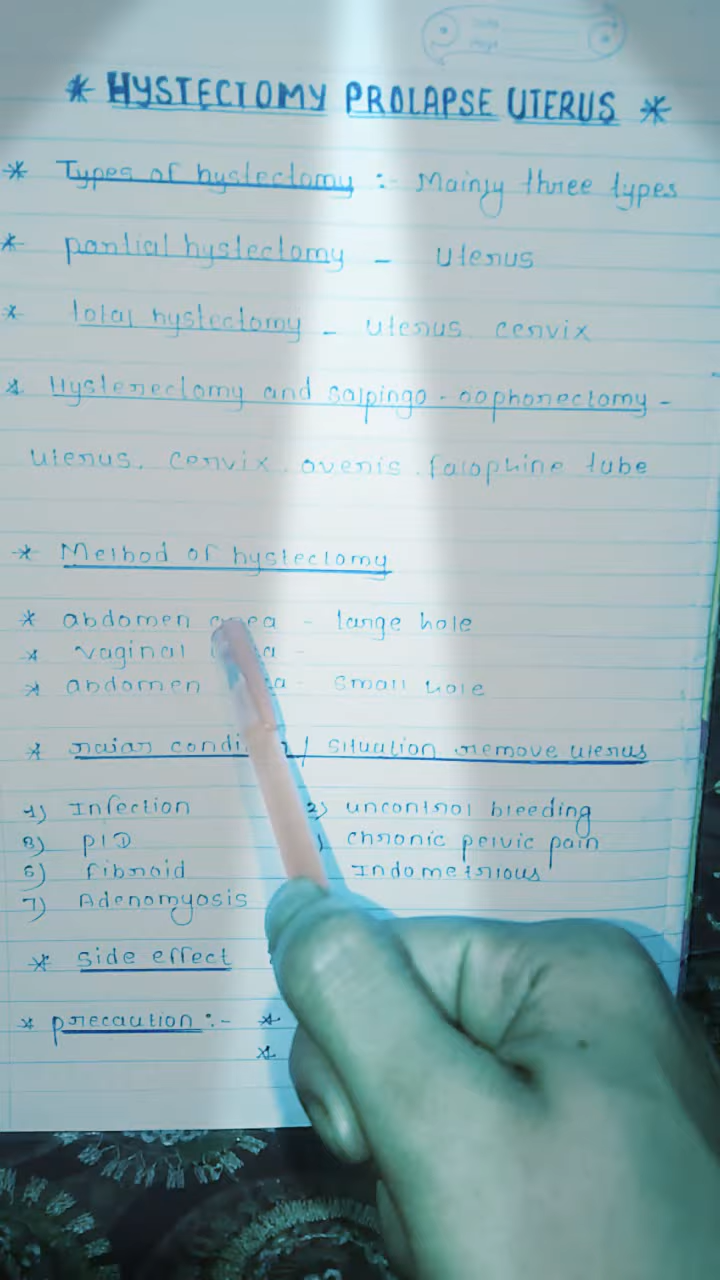 * HYSTECTOMY PROLAPSE UTERUS *
* Types of hystectomy :- Mainly three types
* partial hystectomy - Uterus
* total hystectomy - uterus cervix
* Hysterectomy and salpingo - oophorectomy -
uterus, cervix, overis, falophine tube
* Method of hystectomy
* abdomen area - large hole
* vaginal -
* abdomen - small hole
* condi / situation remove uterus
1) Infection 2) uncontrol bleeding
3) PID chronic pelvic pain
5) fibroid Indometrious
7) Adenomyosis
* side effect
* precaution :- *
*